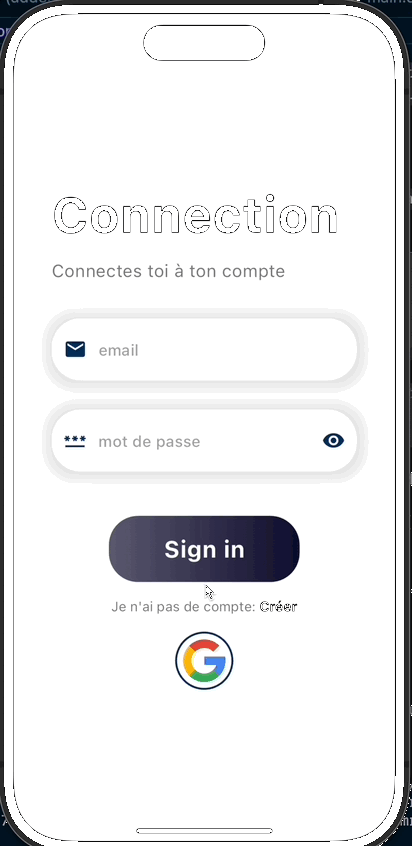 Connection
Connectes toi à ton compte
email
*** mot de passe
Sign in
Je n'ai pas de compte: Créer